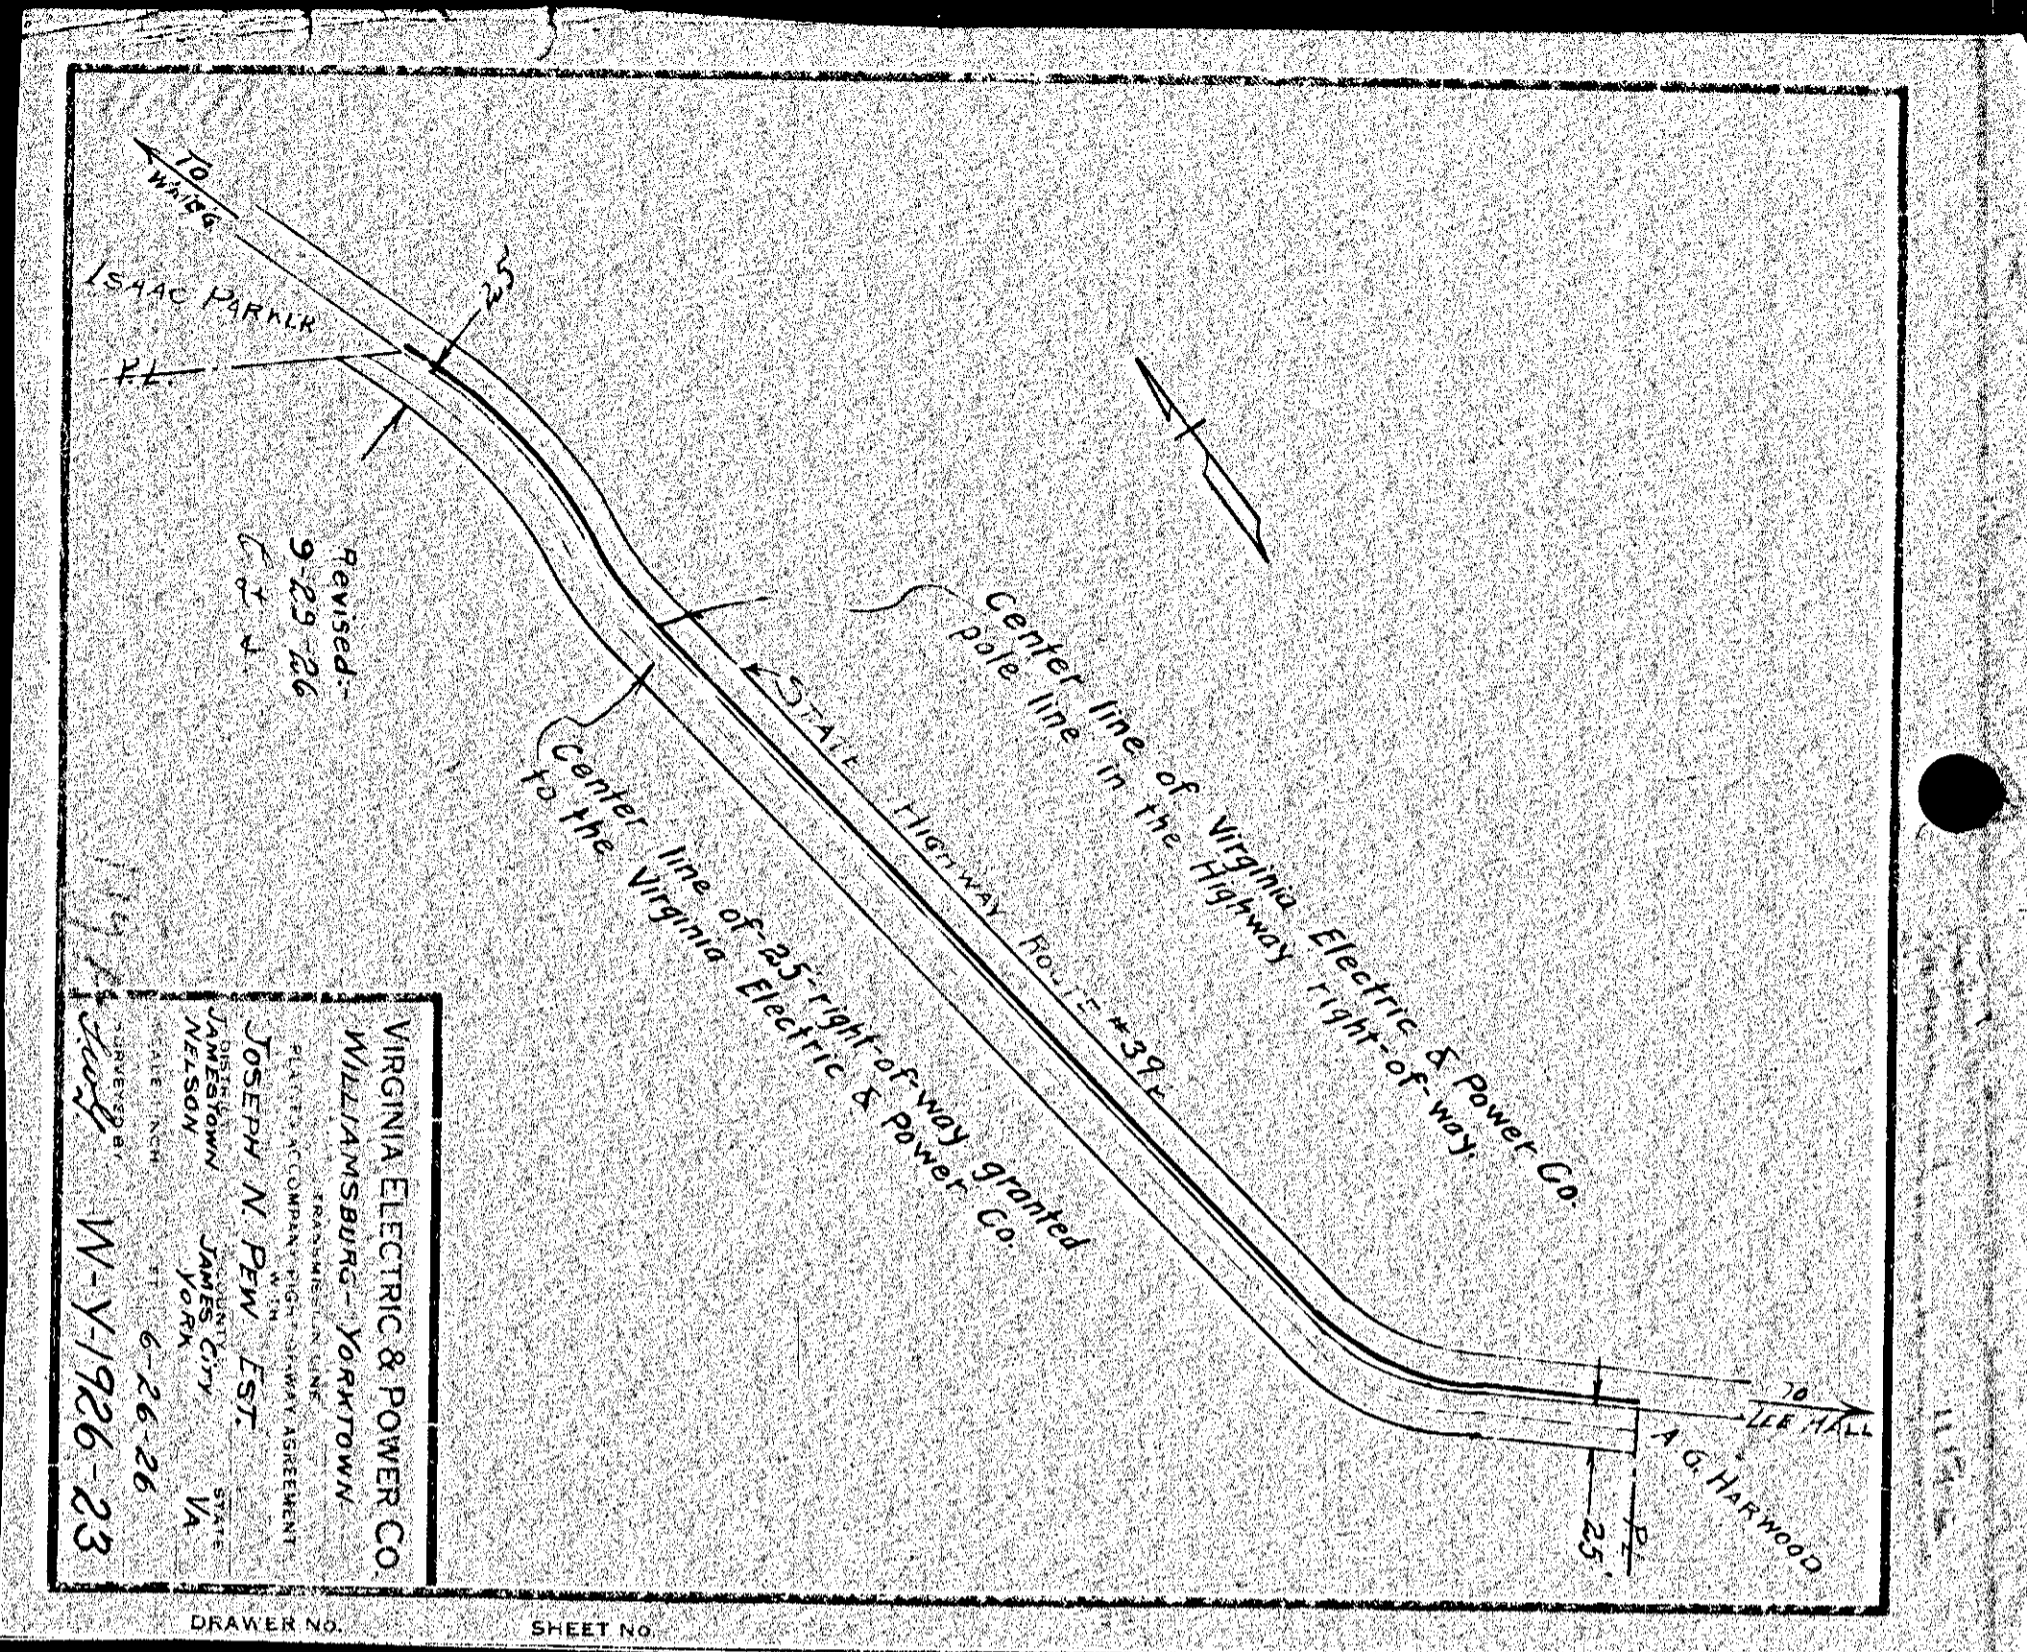 To
ISAAC PARKER
P.L.
25'
Revised:-
9-29-26
Center line of Virginia Electric & Power Co.
pole line in the Highway right-of-way.
STATE HIGHWAY ROUTE #39
Center line of 25' right-of-way granted
to the Virginia Electric & Power Co.
TO
LEE HALL
A. G. HARWOOD
P.L.
25'
VIRGINIA ELECTRIC & POWER CO.
WILLIAMSBURG - YORKTOWN
TRANSMISSION LINE
PLAT TO ACCOMPANY RIGHT OF WAY AGREEMENT
WITH
JOSEPH N. PEW EST.
DISTRICT COUNTY STATE
JAMESTOWN JAMES CITY VA
NELSON YORK
SCALE 1 INCH FT. 6-26-26
SURVEYED BY
W-Y-1926-23
DRAWER NO.
SHEET NO.